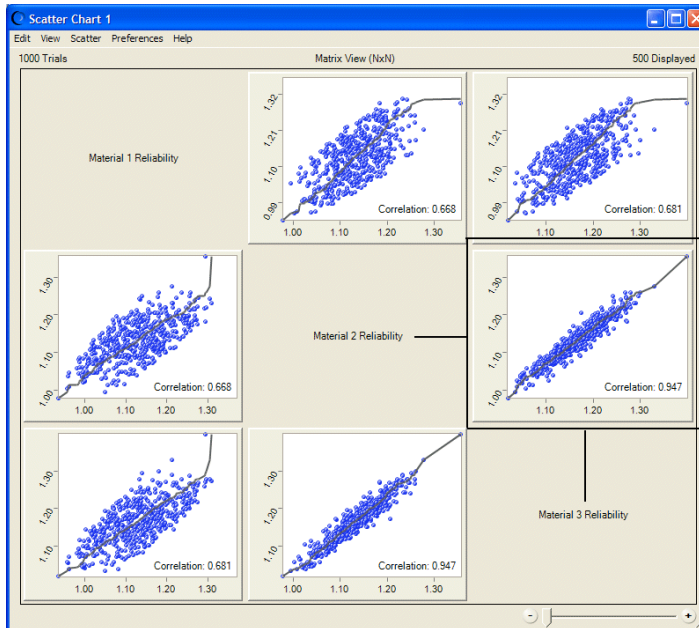 Scatter Chart 1
Edit View Scatter Preferences Help
1000 Trials Matrix View (NxN) 500 Displayed
Material 1 Reliability
1.32
1.21
1.10
0.99
Correlation: 0.668
1.00 1.10 1.20 1.30
1.32
1.21
1.10
0.99
Correlation: 0.681
1.10 1.20 1.30
1.30
1.20
1.10
1.00
Correlation: 0.668
1.00 1.10 1.20 1.30
Material 2 Reliability
1.30
1.20
1.10
1.00
Correlation: 0.947
1.10 1.20 1.30
1.30
1.20
1.10
Correlation: 0.681
1.00 1.10 1.20 1.30
1.30
1.20
1.10
Correlation: 0.947
1.00 1.10 1.20 1.30
Material 3 Reliability